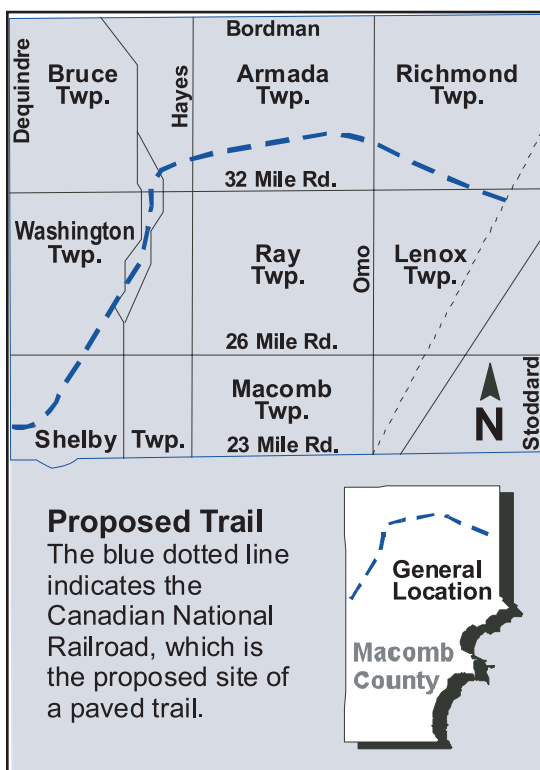 Bordman
Dequindre
Bruce
Twp.
Hayes
Armada
Twp.
Richmond
Twp.
32 Mile Rd.
Washington
Twp.
Ray
Twp.
Omo
Lenox
Twp.
26 Mile Rd.
Macomb
Twp.
N
Stoddard
Shelby Twp.
23 Mile Rd.
Proposed Trail
The blue dotted line
indicates the
Canadian National
Railroad, which is
the proposed site of
a paved trail.
General
Location
Macomb
County